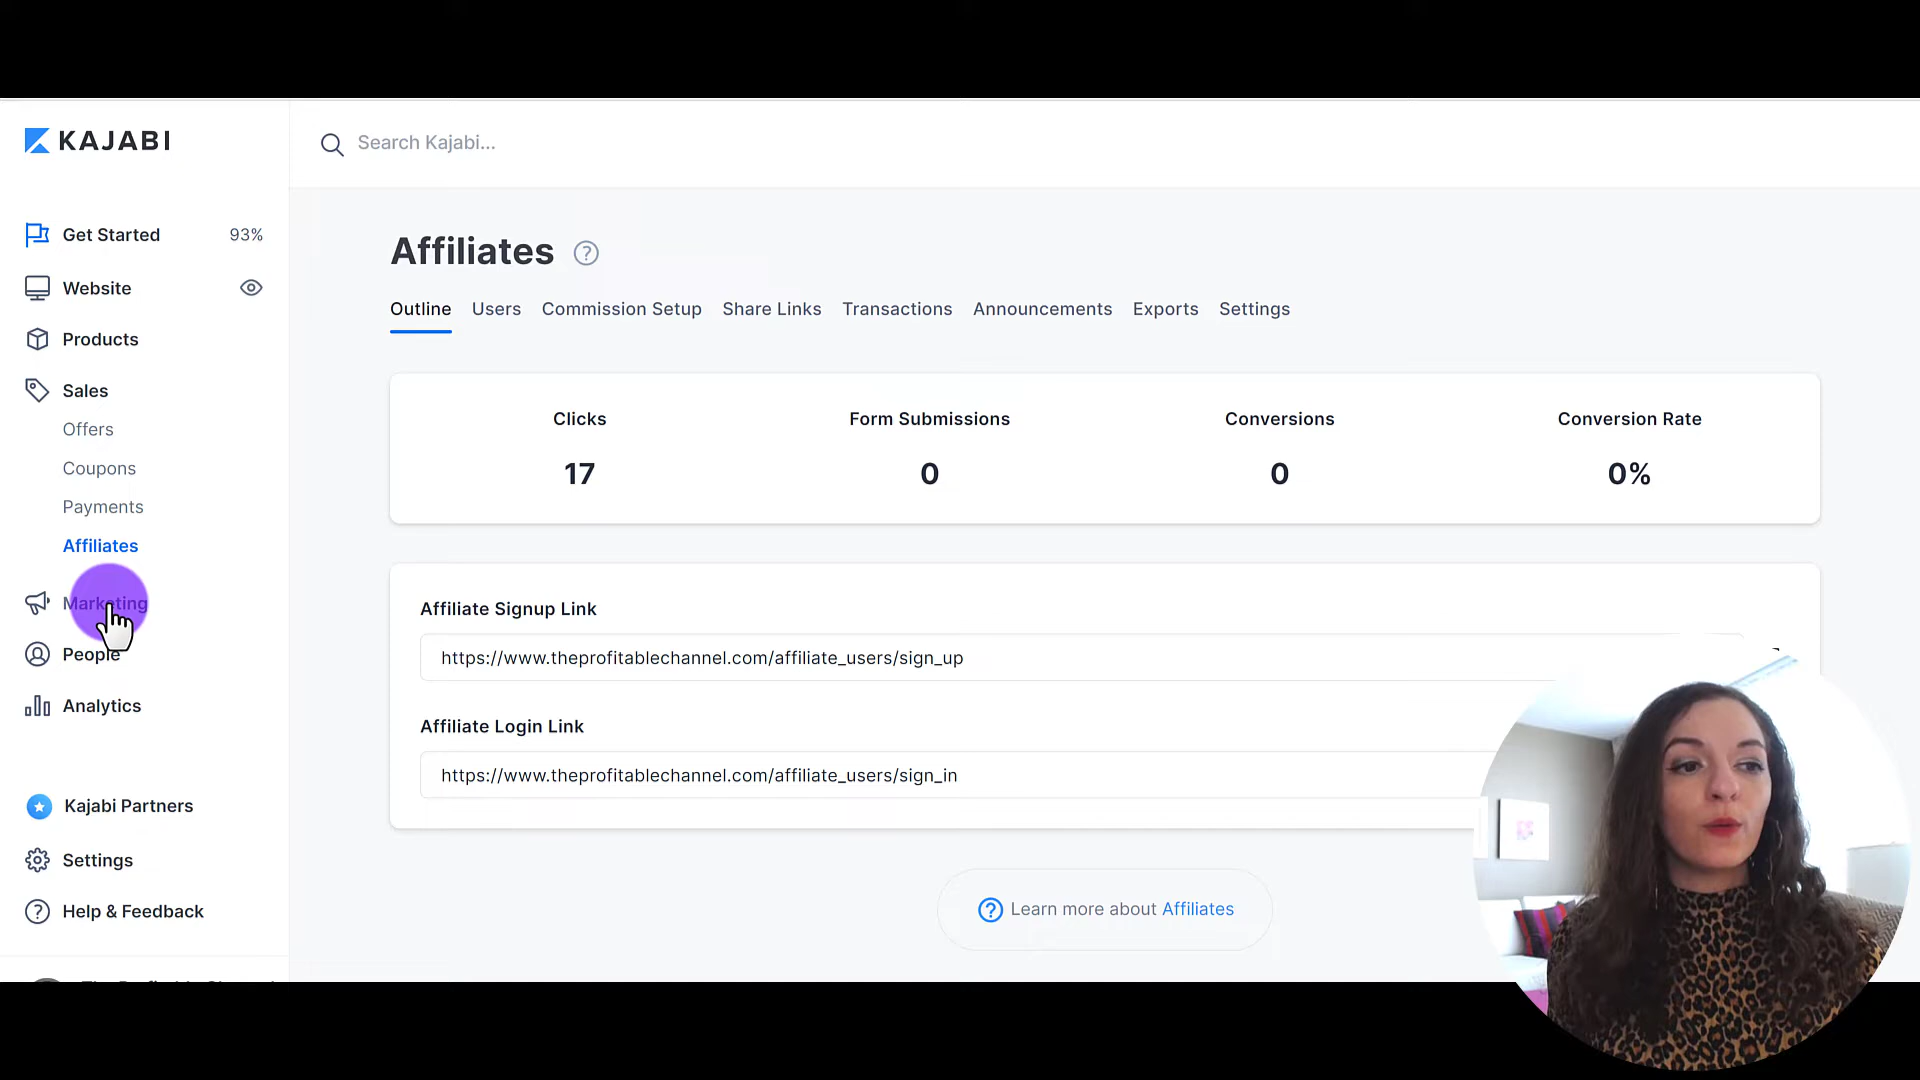 KAJABI
Search Kajabi...
Get Started 93%
Website
Products
Sales
Offers
Coupons
Payments
Affiliates
Marketing
People
Analytics
Kajabi Partners
Settings
Help & Feedback
Affiliates
Outline Users Commission Setup Share Links Transactions Announcements Exports Settings
Clicks Form Submissions Conversions Conversion Rate
17 0 0 0%
Affiliate Signup Link
https://www.theprofitablechannel.com/affiliate_users/sign_up
Affiliate Login Link
https://www.theprofitablechannel.com/affiliate_users/sign_in
Learn more about Affiliates